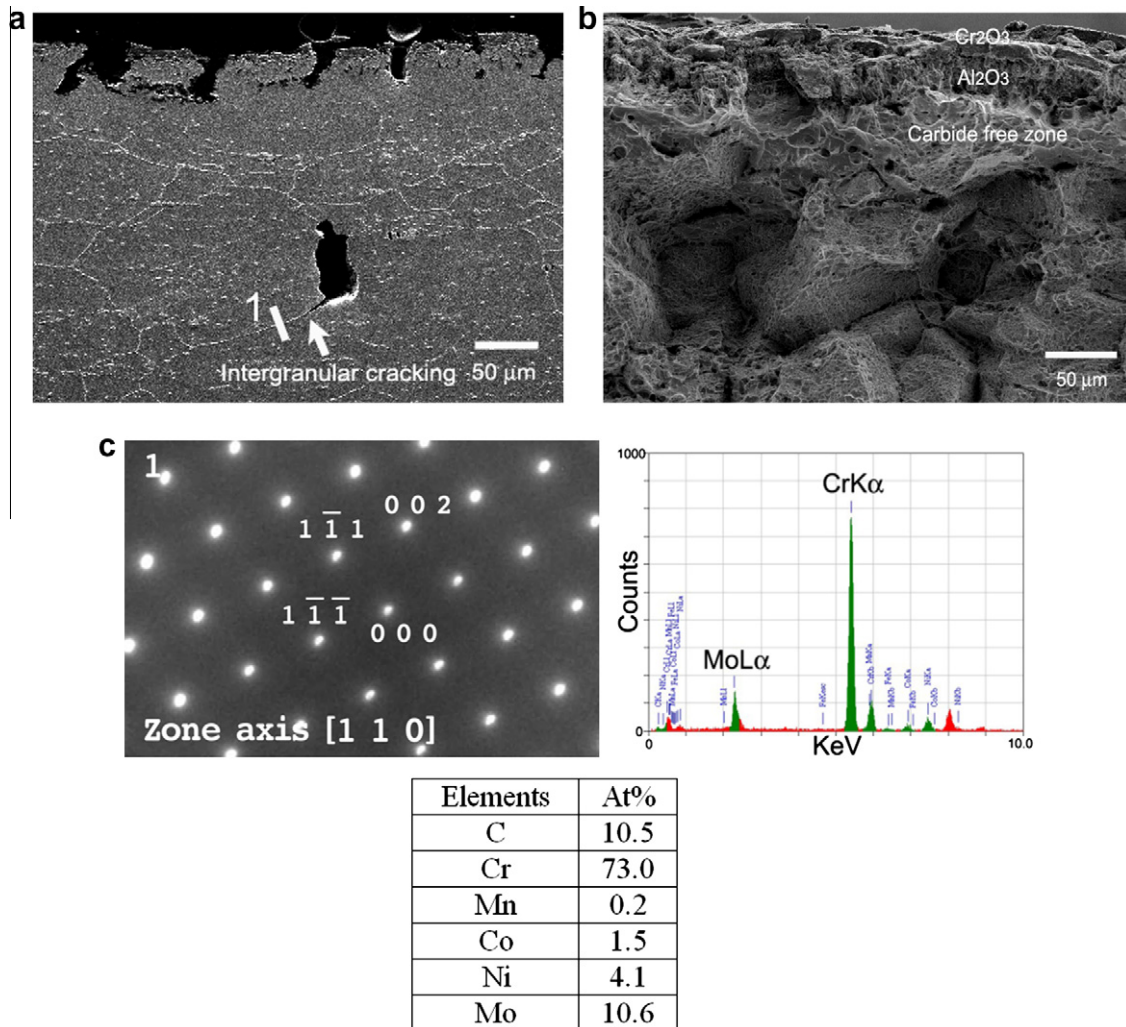 a
1
Intergranular cracking
50 μm
b
Cr2O3
Al2O3
Carbide free zone
50 μm
c
1
0 0 2
1 1̅ 1
1 1̅ 1̅
0 0 0
Zone axis [1 1 0]
1000
Counts
0
CrKα
MoLα
KeV
10.0
Elements At%
C 10.5
Cr 73.0
Mn 0.2
Co 1.5
Ni 4.1
Mo 10.6